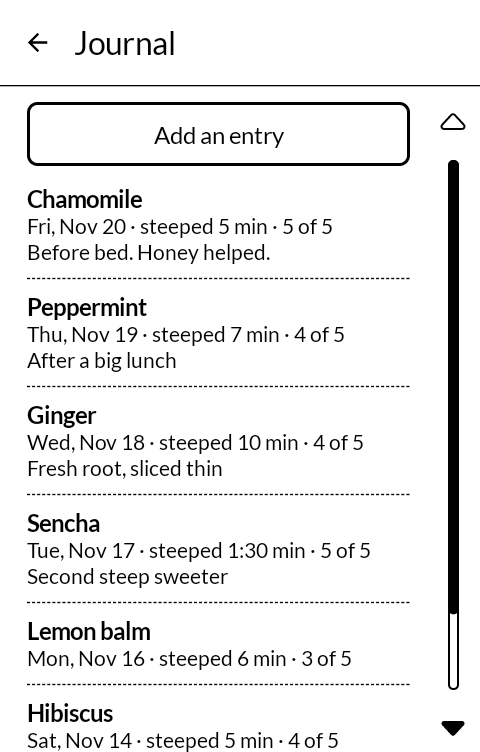 Journal
Add an entry
Chamomile
Fri, Nov 20 · steeped 5 min · 5 of 5
Before bed. Honey helped.
Peppermint
Thu, Nov 19 · steeped 7 min · 4 of 5
After a big lunch
Ginger
Wed, Nov 18 · steeped 10 min · 4 of 5
Fresh root, sliced thin
Sencha
Tue, Nov 17 · steeped 1:30 min · 5 of 5
Second steep sweeter
Lemon balm
Mon, Nov 16 · steeped 6 min · 3 of 5
Hibiscus
Sat, Nov 14 · steeped 5 min · 4 of 5